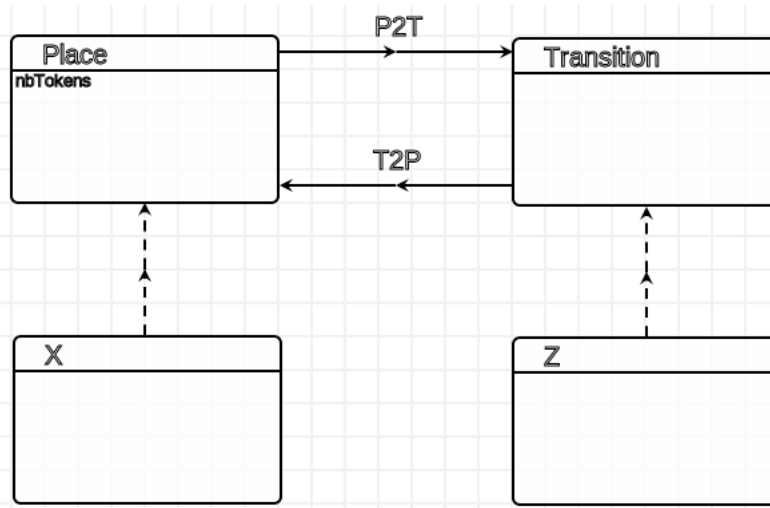 P2T
Place
Transition
nbTokens
T2P
X
Z